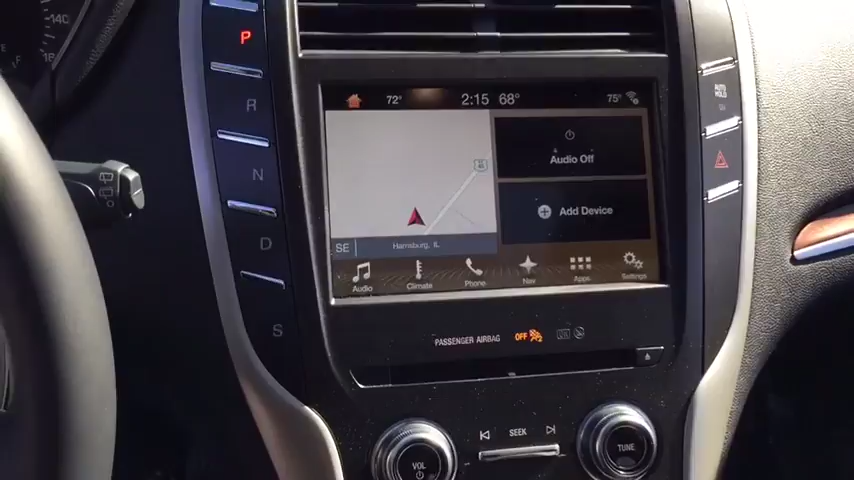 140
P
R
N
D
S
72°
2:15 68°
75°
Audio Off
Add Device
SE
Harrisburg, IL
Audio
Climate
Phone
Nav
Apps
Settings
PASSENGER AIRBAG OFF
AUTO
HOLD
VOL
SEEK
TUNE